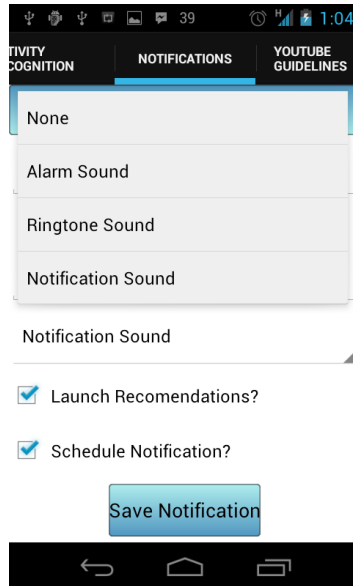 39
H
1:04
TIVITY
COGNITION
NOTIFICATIONS
YOUTUBE
GUIDELINES
None
Alarm Sound
Ringtone Sound
Notification Sound
Notification Sound
Launch Recomendations?
Schedule Notification?
Save Notification